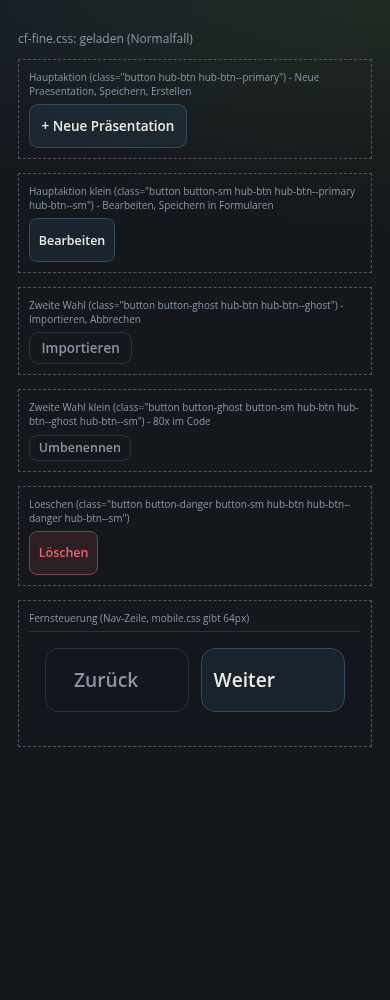 cf-fine.css: geladen (Normalfall)
Hauptaktion (class="button hub-btn hub-btn--primary") - Neue
Praesentation, Speichern, Erstellen
+ Neue Präsentation
Hauptaktion klein (class="button button-sm hub-btn hub-btn--primary
hub-btn--sm") - Bearbeiten, Speichern in Formularen
Bearbeiten
Zweite Wahl (class="button button-ghost hub-btn hub-btn--ghost") -
Importieren, Abbrechen
Importieren
Zweite Wahl klein (class="button button-ghost button-sm hub-btn hub-
btn--ghost hub-btn--sm") - 80x im Code
Umbenennen
Loeschen (class="button button-danger button-sm hub-btn hub-btn--
danger hub-btn--sm")
Löschen
Fernsteuerung (Nav-Zeile, mobile.css gibt 64px)
Zurück
Weiter